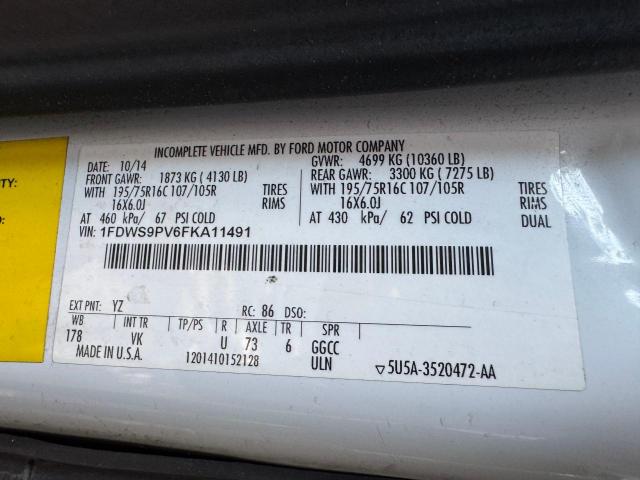 INCOMPLETE VEHICLE MFD. BY FORD MOTOR COMPANY
DATE: 10/14 GVWR: 4699 KG (10360 LB)
FRONT GAWR: 1873 KG (4130 LB) REAR GAWR: 3300 KG (7275 LB)
WITH 195/75R16C 107/105R TIRES WITH 195/75R16C 107/105R TIRES
16X6.0J RIMS 16X6.0J RIMS
AT 460 kPa/ 67 PSI COLD AT 430 kPa/ 62 PSI COLD DUAL
VIN: 1FDWS9PV6FKA11491
EXT PNT: YZ RC: 86 DSO:
WB INT TR TP/PS R AXLE TR SPR
178 VK U 73 6 GGCC
MADE IN U.S.A. 1201410152128 ULN ▽5U5A-3520472-AA
TY:
O: